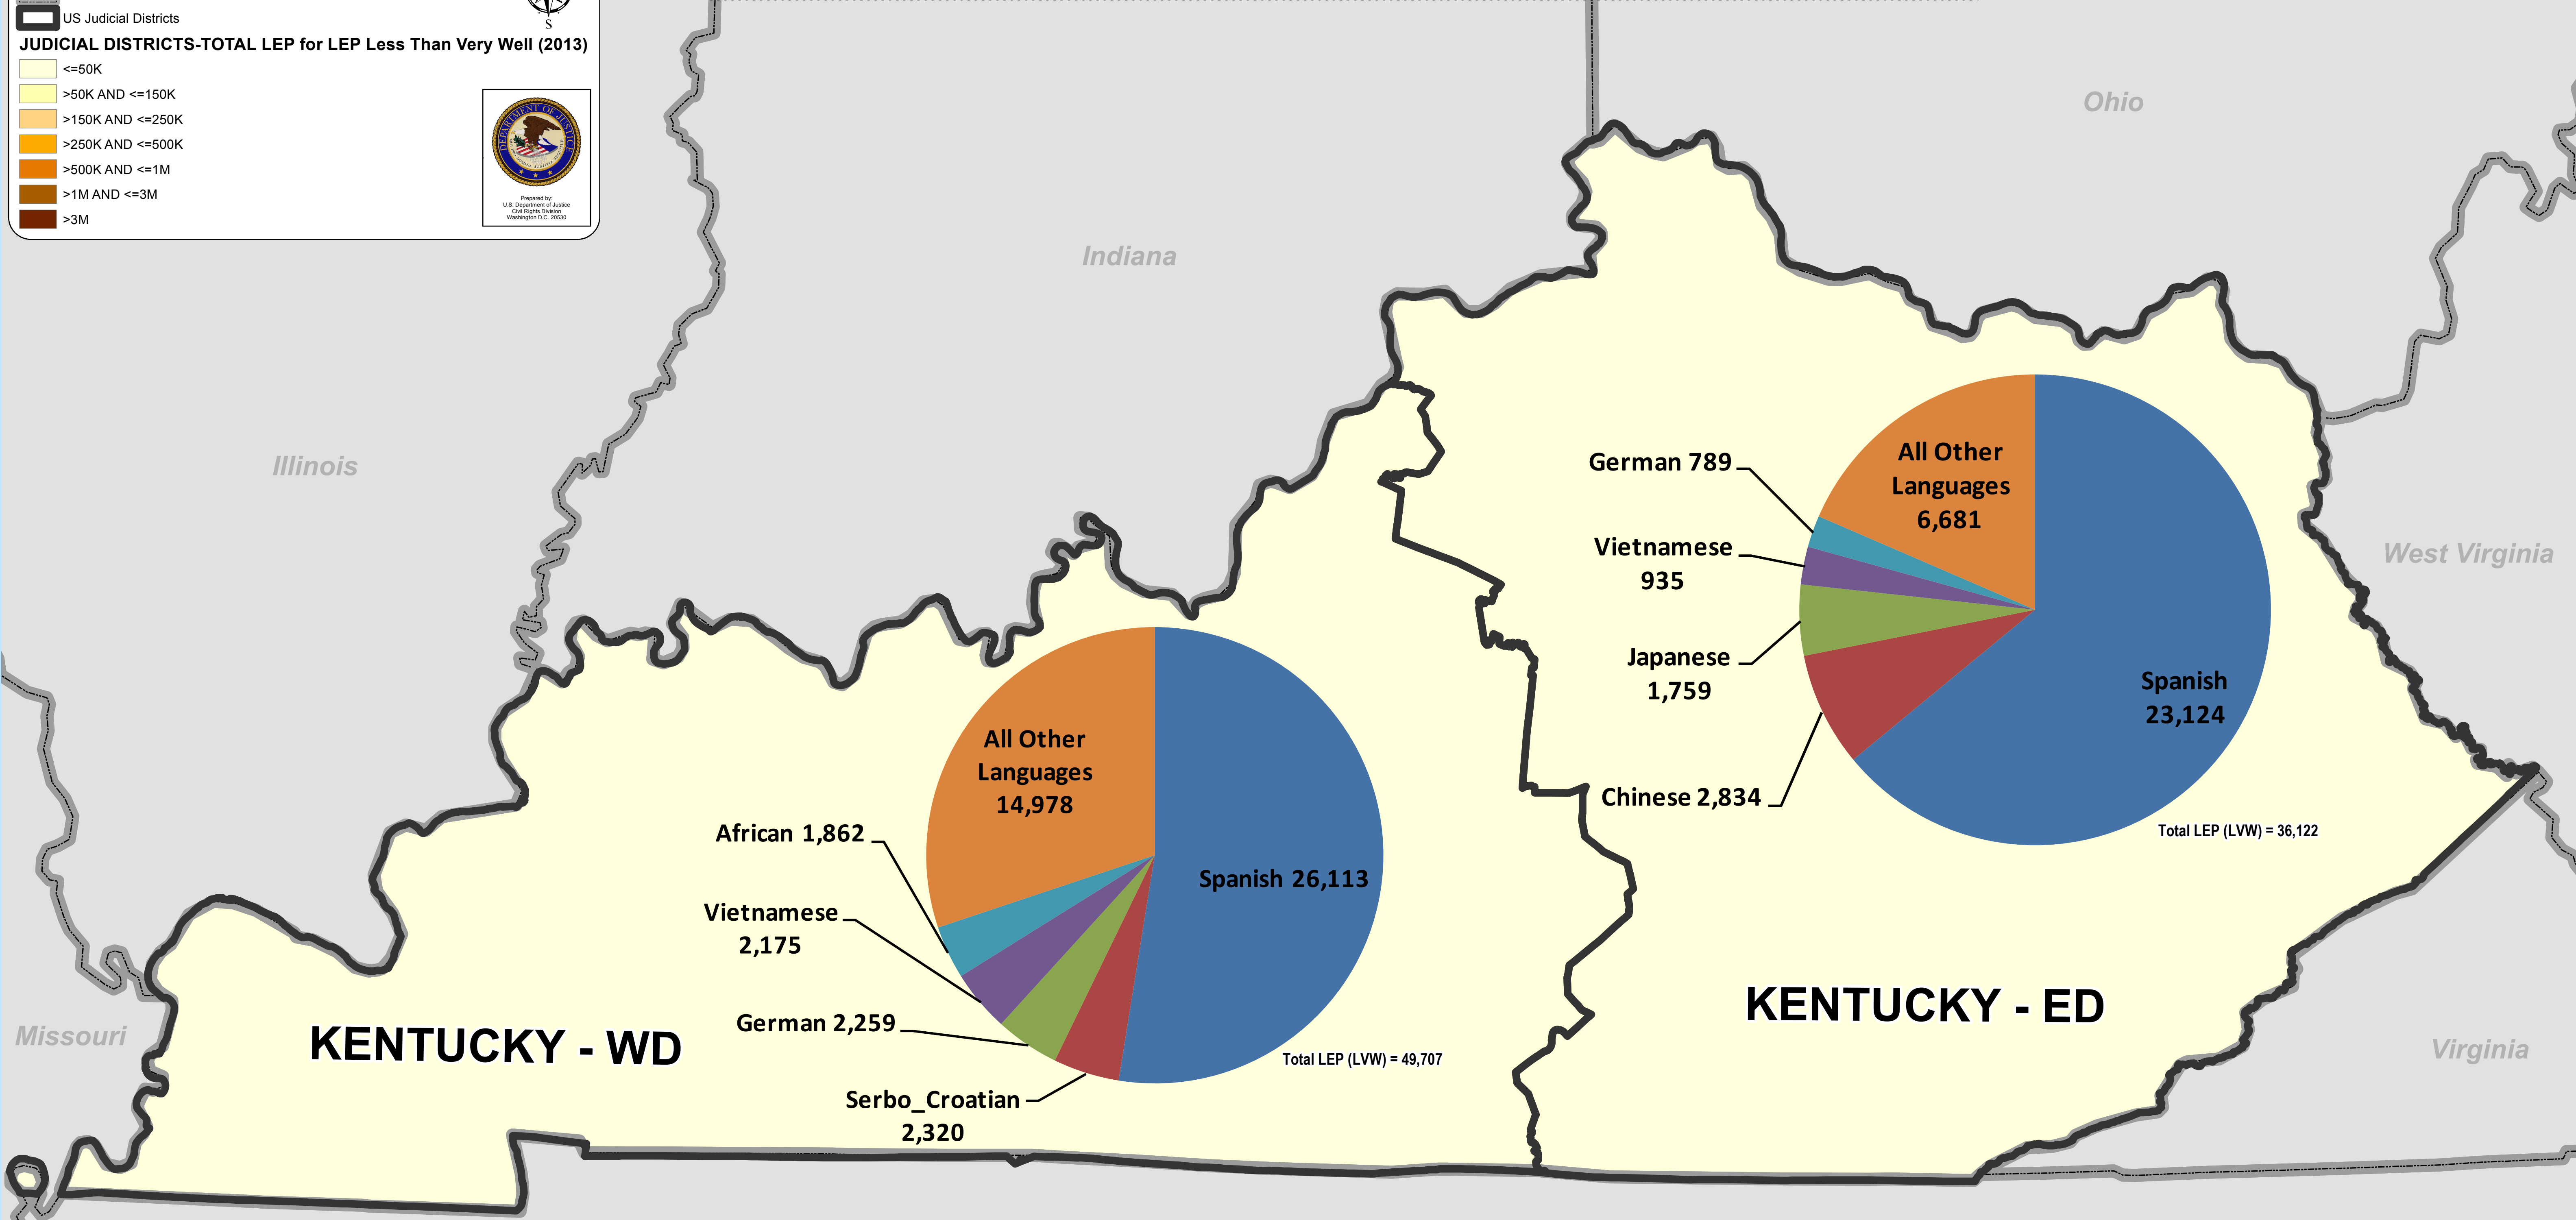 S
US Judicial Districts
JUDICIAL DISTRICTS-TOTAL LEP for LEP Less Than Very Well (2013)
<=50K
>50K AND <=150K
>150K AND <=250K
>250K AND <=500K
>500K AND <=1M
>1M AND <=3M
>3M
DEPARTMENT OF JUSTICE
Prepared by:
U.S. Department of Justice
Civil Rights Division
Washington D.C. 20530
Ohio
Indiana
Illinois
West Virginia
Missouri
Virginia
All Other
Languages
6,681
German 789
Vietnamese
935
Japanese
1,759
Chinese 2,834
Spanish
23,124
Total LEP (LVW) = 36,122
KENTUCKY - ED
All Other
Languages
14,978
African 1,862
Vietnamese
2,175
German 2,259
Serbo_Croatian
2,320
Spanish 26,113
Total LEP (LVW) = 49,707
KENTUCKY - WD